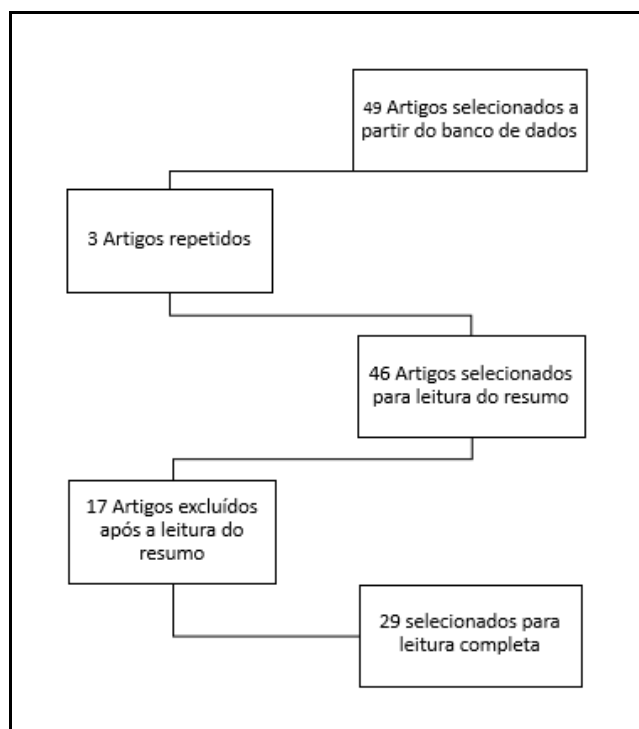 49 Artigos selecionados a
partir do banco de dados
3 Artigos repetidos
46 Artigos selecionados
para leitura do resumo
17 Artigos excluídos
após a leitura do
resumo
29 selecionados para
leitura completa